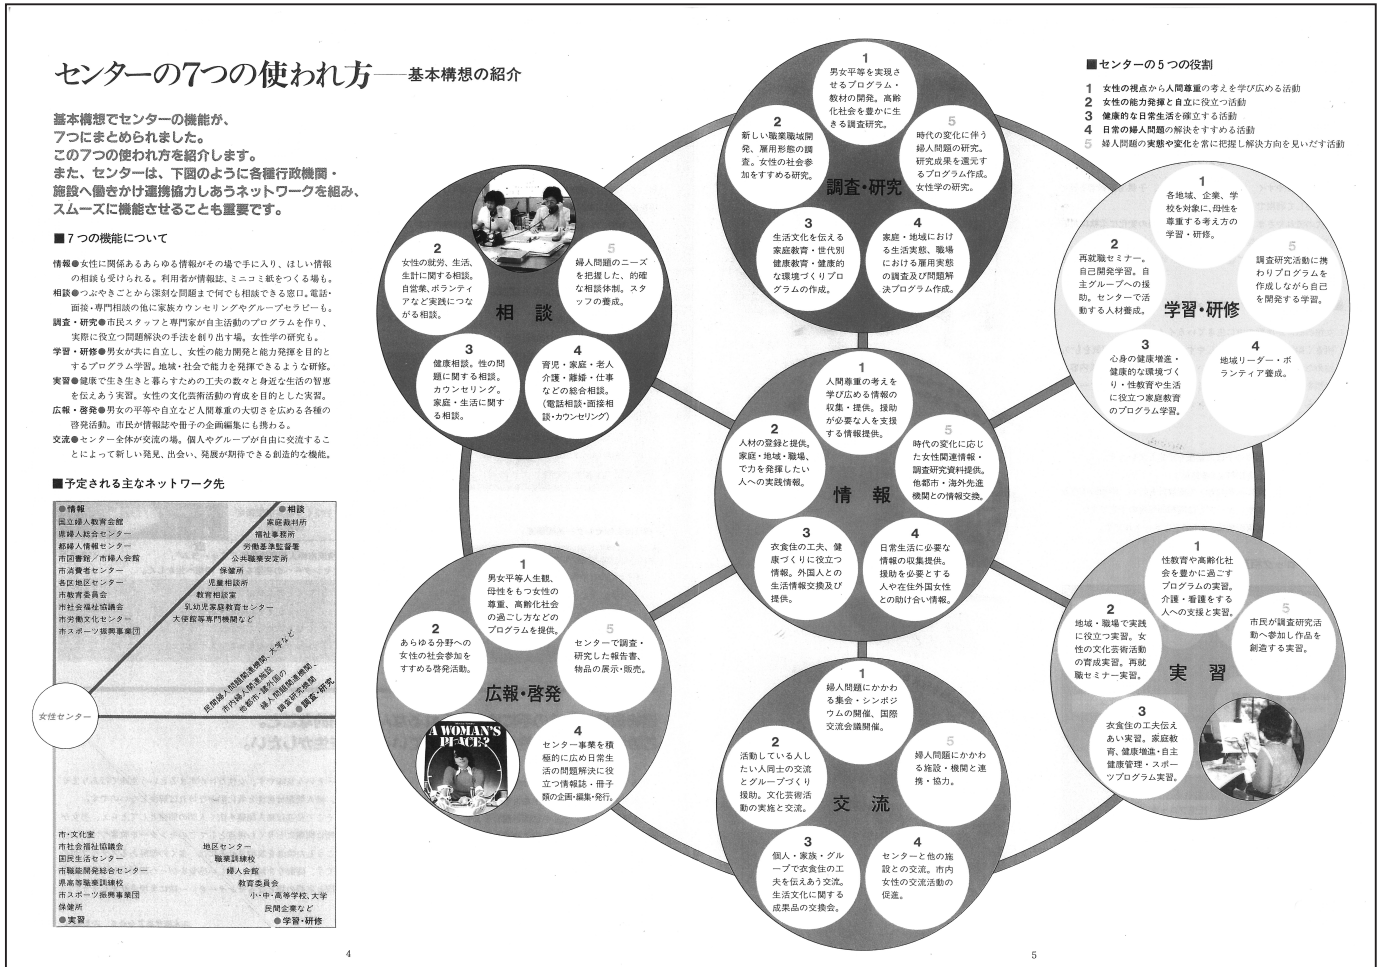 センターの7つの使われ方──基本構想の紹介
基本構想でセンターの機能が、
7つにまとめられました。
この7つの使われ方を紹介します。
また、センターは、下図のように各種行政機関・
施設へ働きかけ連携協力しあうネットワークを組み、
スムーズに機能させることも重要です。
■7つの機能について
情報●女性に関係あるあらゆる情報がその場で手に入り、ほしい情報
の相談も受けられる。利用者が情報誌、ミニコミ紙をつくる場も。
相談●つぶやきごとから深刻な問題まで何でも相談できる窓口。電話・
面接・専門相談の他に家族カウンセリングやグループセラピーも。
調査・研究●市民スタッフと専門家が自主活動のプログラムを作り、
実際に役立つ問題解決の手法を創り出す場。女性学の研究も。
学習・研修●男女が共に自立し、女性の能力開発と能力発揮を目的と
するプログラム学習。地域・社会で能力を発揮できるような研修。
実習●健康で生き生きと暮らすための工夫の数々と身近な生活の智恵
を伝えあう実習。女性の文化芸術活動の育成を目的とした実習。
広報・啓発●男女の平等や自立など人間尊重の大切さを広める各種の
啓発活動。市民が情報誌や冊子の企画編集にも携わる。
交流●センター全体が交流の場。個人やグループが自由に交流するこ
とによって新しい発見、出会い、発展が期待できる創造的な機能。
■予定される主なネットワーク先
●情報
国立婦人教育会館
県婦人総合センター
都婦人情報センター
市図書館／市婦人会館
市消費者センター
各区地区センター
市教育委員会
市社会福祉協議会
市労働文化センター
市スポーツ振興事業団
●相談
家庭裁判所
福祉事務所
労働基準監督署
公共職業安定所
保健所
児童相談所
教育相談室
乳幼児家庭教育センター
大使館等専門機関など
民間婦人問題関連機関、大学など
市内婦人関連施設
他都市・諸外国の
婦人問題関連機関、
調査研究機関
●調査・研究
女性センター
市・文化室
市社会福祉協議会
国民生活センター
市職能開発総合センター
県高等職業訓練校
市スポーツ振興事業団
保健所
●実習
地区センター
職業訓練校
婦人会館
教育委員会
小・中・高等学校、大学
民間企業など
●学習・研修
4
相 談
2
女性の就労、生活、
生計に関する相談。
自営業、ボランティ
アなど実践につな
がる相談。
5
婦人問題のニーズ
を把握した、的確
な相談体制。スタ
ッフの養成。
3
健康相談。性の問
題に関する相談。
カウンセリング。
家庭・生活に関す
る相談。
4
育児・家庭・老人
介護・離婚・仕事
などの総合相談。
(電話相談・面接相
談・カウンセリング)
調査・研究
1
男女平等を実現さ
せるプログラム・
教材の開発。高齢
化社会を豊かに生
きる調査研究。
2
新しい職業職域開
発、雇用形態の調
査。女性の社会参
加をすすめる研究。
5
時代の変化に伴う
婦人問題の研究。
研究成果を還元す
るプログラム作成。
女性学の研究。
3
生活文化を伝える
家庭教育・世代別
健康教育・健康的
な環境づくりプロ
グラムの作成。
4
家庭・地域におけ
る生活実態、職場
における雇用実態
の調査及び問題解
決プログラム作成。
■センターの5つの役割
1 女性の視点から人間尊重の考えを学び広める活動
2 女性の能力発揮と自立に役立つ活動
3 健康的な日常生活を確立する活動
4 日常の婦人問題の解決をすすめる活動
5 婦人問題の実態や変化を常に把握し解決方向を見いだす活動
学習・研修
1
各地域、企業、学
校を対象に、母性を
尊重する考え方の
学習・研修。
2
再就職セミナー。
自己開発学習。自
主グループへの援
助。センターで活
動する人材養成。
5
調査研究活動に携
わりプログラムを
作成しながら自己
を開発する学習。
3
心身の健康増進・
健康的な環境づく
り・性教育や生活
に役立つ家庭教育
のプログラム学習。
4
地域リーダー・ボ
ランティア養成。
情 報
1
人間尊重の考えを
学び広める情報の
収集・提供。援助
が必要な人を支援
する情報提供。
2
人材の登録と提供。
家庭・地域・職場、
で力を発揮したい
人への実践情報。
5
時代の変化に応じ
た女性関連情報・
調査研究資料提供。
他都市・海外先進
機関との情報交換。
3
衣食住の工夫、健
康づくりに役立つ
情報。外国人との
生活情報交換及び
提供。
4
日常生活に必要な
情報の収集提供。
援助を必要とする
人や在住外国女性
との助け合い情報。
広報・啓発
1
男女平等人生観、
母性をもつ女性の
尊重、高齢化社会
の過ごし方などの
プログラムを提供。
2
あらゆる分野への
女性の社会参加を
すすめる啓発活動。
5
センターで調査・
研究した報告書、
物品の展示・販売。
A WOMAN'S
PLACE?
4
センター事業を積
極的に広め日常生
活の問題解決に役
立つ情報誌・冊子
類の企画・編集・発行。
実 習
1
性教育や高齢化社
会を豊かに過ごす
プログラムの実習。
介護・看護をする
人への支援と実習。
2
地域・職場で実践
に役立つ実習。女
性の文化芸術活動
の育成実習。再就
職セミナー実習。
5
市民が調査研究活
動へ参加し作品を
創造する実習。
3
衣食住の工夫伝え
あい実習。家庭教
育、健康増進・自主
健康管理・スポー
ツプログラム実習。
交 流
1
婦人問題にかかわ
る集会・シンポジ
ウムの開催、国際
交流会議開催。
2
活動している人し
たい人同士の交流
とグループづくり
援助。文化芸術活
動の実施と交流。
5
婦人問題にかかわ
る施設・機関と連
携・協力。
3
個人・家族・グル
ープで衣食住の工
夫を伝えあう交流。
生活文化に関する
成果品の交換会。
4
センターと他の施
設との交流。市内
女性の交流活動の
促進。
5